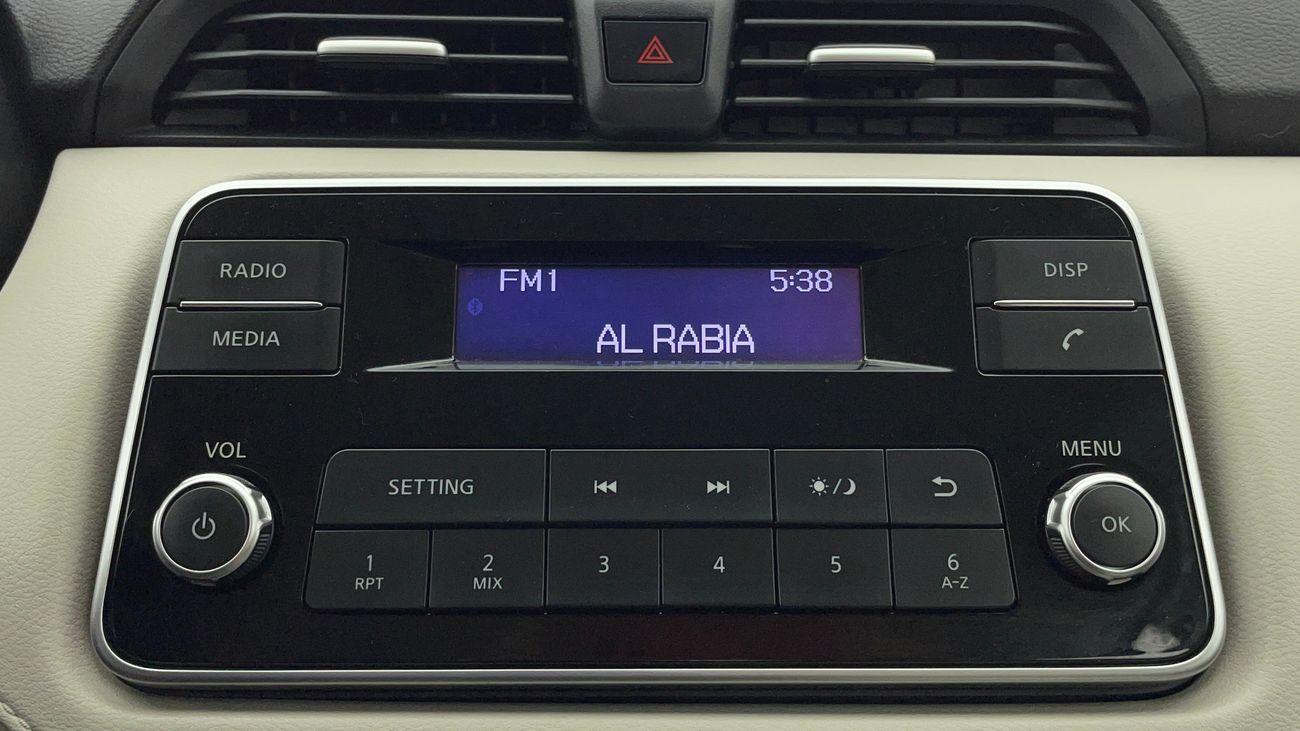 RADIO
FM1 5:38
DISP
MEDIA
AL RABIA
VOL
MENU
SETTING
OK
1 2 3 4 5 6
RPT MIX A-Z